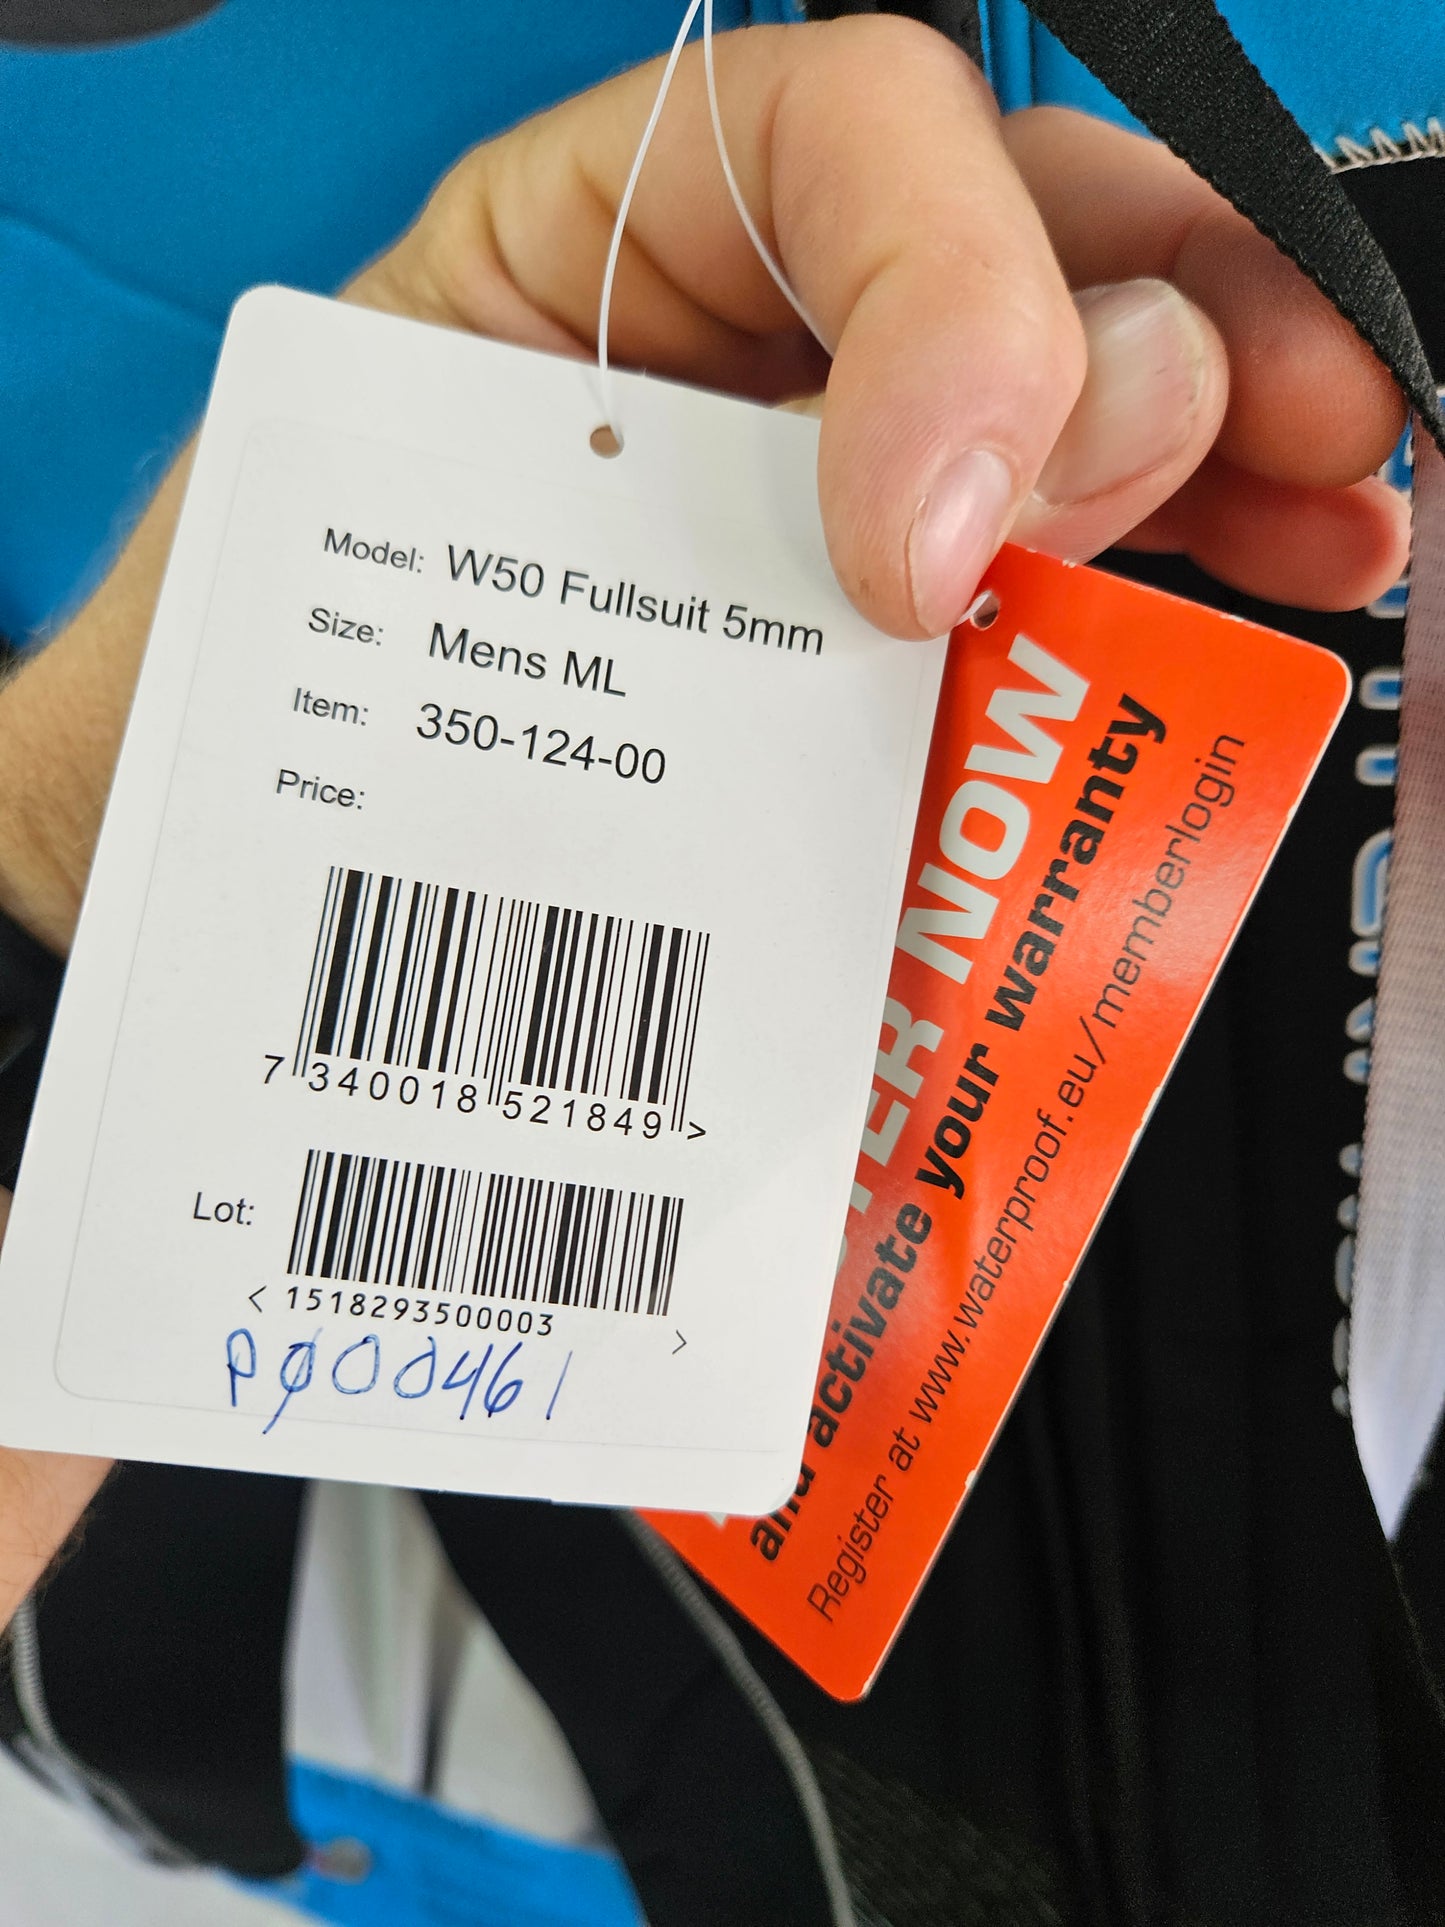 Model: W50 Fullsuit 5mm
Size: Mens ML
Item: 350-124-00
Price:
7 340018 521849 >
Lot:
< 1518293500003 >
P0000461
NOW
and activate your warranty
Register at www.waterproof.eu/memberlogin